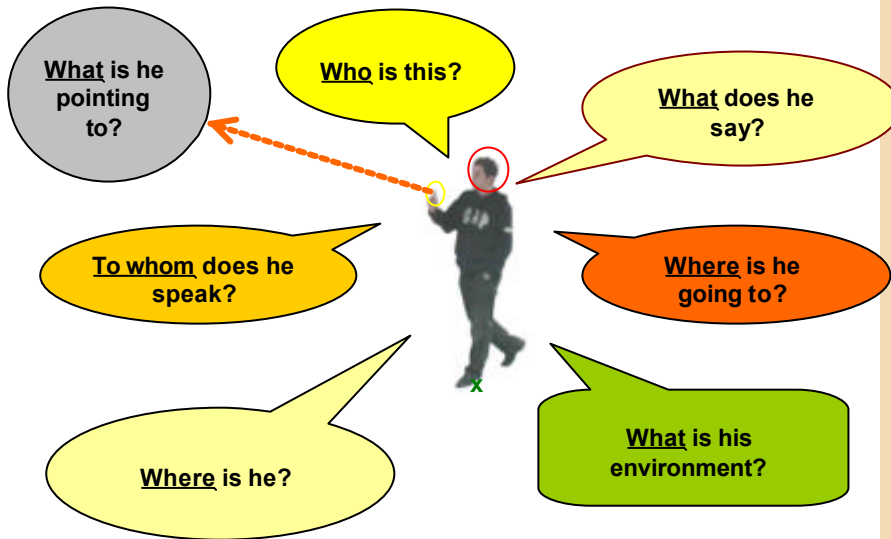 What is he
pointing
to?
Who is this?
What does he
say?
GAP
To whom does he
speak?
Where is he
going to?
x
Where is he?
What is his
environment?